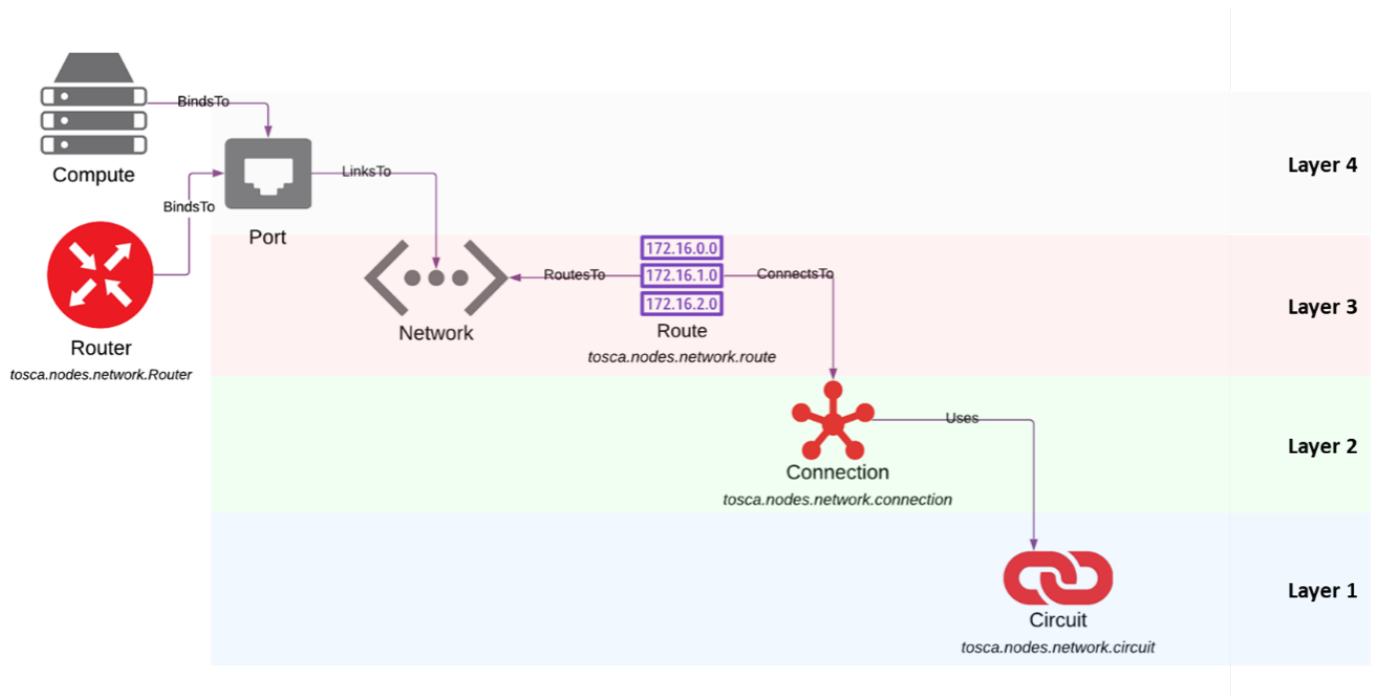 BindsTo
Compute
Layer 4
LinksTo
BindsTo
Port
Router
tosca.nodes.network.Router
172.16.0.0
RoutesTo
172.16.1.0
ConnectsTo
172.16.2.0
Layer 3
Network
Route
tosca.nodes.network.route
Uses
Layer 2
Connection
tosca.nodes.network.connection
Layer 1
Circuit
tosca.nodes.network.circuit